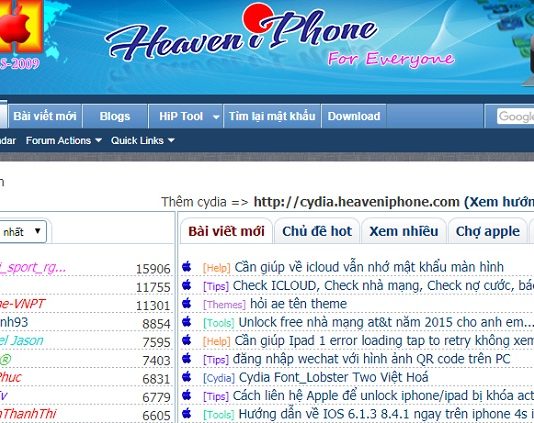 S-2009
Heaven iPhone
For Everyone
Bài viết mới
Blogs
HiP Tool
Tìm lại mật khẩu
Download
Google
dar
Forum Actions
Quick Links
n
Thêm cydia => http://cydia.heaveniphone.com (Xem hướn
nhất
Bài viết mới
Chủ đề hot
Xem nhiều
Chợ apple
i_sport_rg... 15906
11755
e-VNPT 11301
nh93 8854
el Jason 7595
® 7403
Phuc 6831
v 6779
nThanhThi 6605
[Help] Cần giúp về icloud vẫn nhớ mật khẩu màn hình
[Tips] Check ICLOUD, Check nhà mạng, Check nợ cước, bác
[Themes] hỏi ae tên theme
[Tools] Unlock free nhà mạng at&t năm 2015 cho anh em...
[Help] Cần giúp Ipad 1 error loading tap to retry không xem
[Tips] đăng nhập wechat với hình ảnh QR code trên PC
[Cydia] Cydia Font_Lobster Two Việt Hoá
[Tips] Cách liên hệ Apple để unlock iphone/ipad bị khóa act
[Tools] Hướng dẫn về IOS 6.1.3 8.4.1 ngay trên iphone 4s i